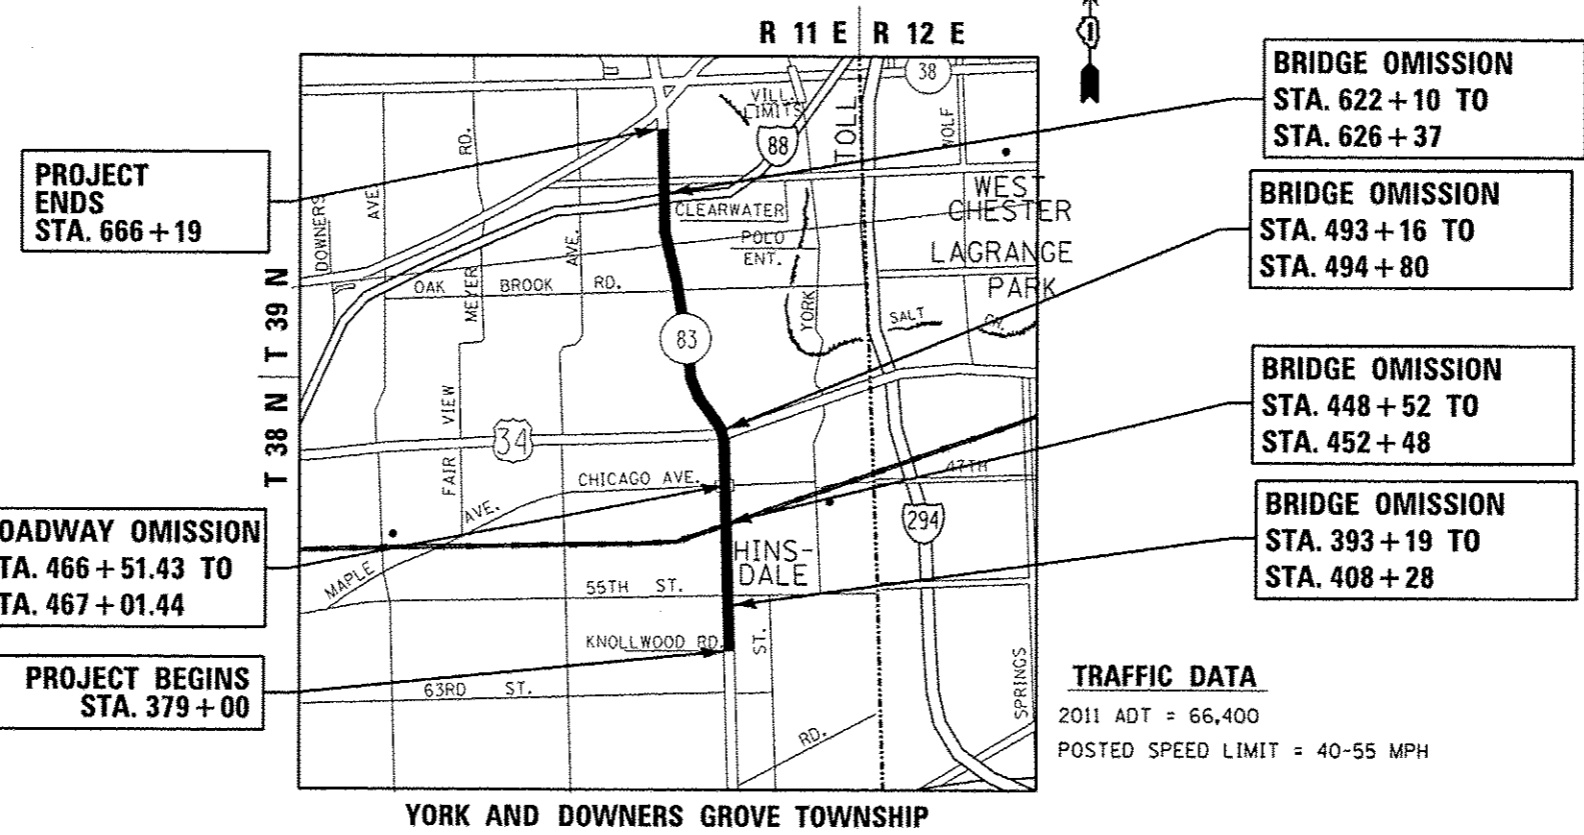 R 11 E R 12 E
BRIDGE OMISSION
STA. 622+10 TO
STA. 626+37
PROJECT
ENDS
STA. 666+19
BRIDGE OMISSION
STA. 493+16 TO
STA. 494+80
BRIDGE OMISSION
STA. 448+52 TO
STA. 452+48
BRIDGE OMISSION
STA. 393+19 TO
STA. 408+28
OADWAY OMISSION
TA. 466+51.43 TO
TA. 467+01.44
PROJECT BEGINS
STA. 379+00
T 38 N T 39 N
38
VILL.
LIMITS
88
TOLL
WOLF
RD.
AVE.
DOWNERS
MEYER
AVE.
WEST
CHESTER
CLEARWATER
POLO
ENT.
LAGRANGE
PARK
OAK BROOK RD.
YORK
SALT
CR.
83
FAIR VIEW
34
AVE.
CHICAGO AVE.
47TH
294
HINS-
DALE
MAPLE
55TH ST.
KNOLLWOOD RD.
ST.
63RD ST.
RD.
SPRINGS
TRAFFIC DATA
2011 ADT = 66,400
POSTED SPEED LIMIT = 40-55 MPH
YORK AND DOWNERS GROVE TOWNSHIP